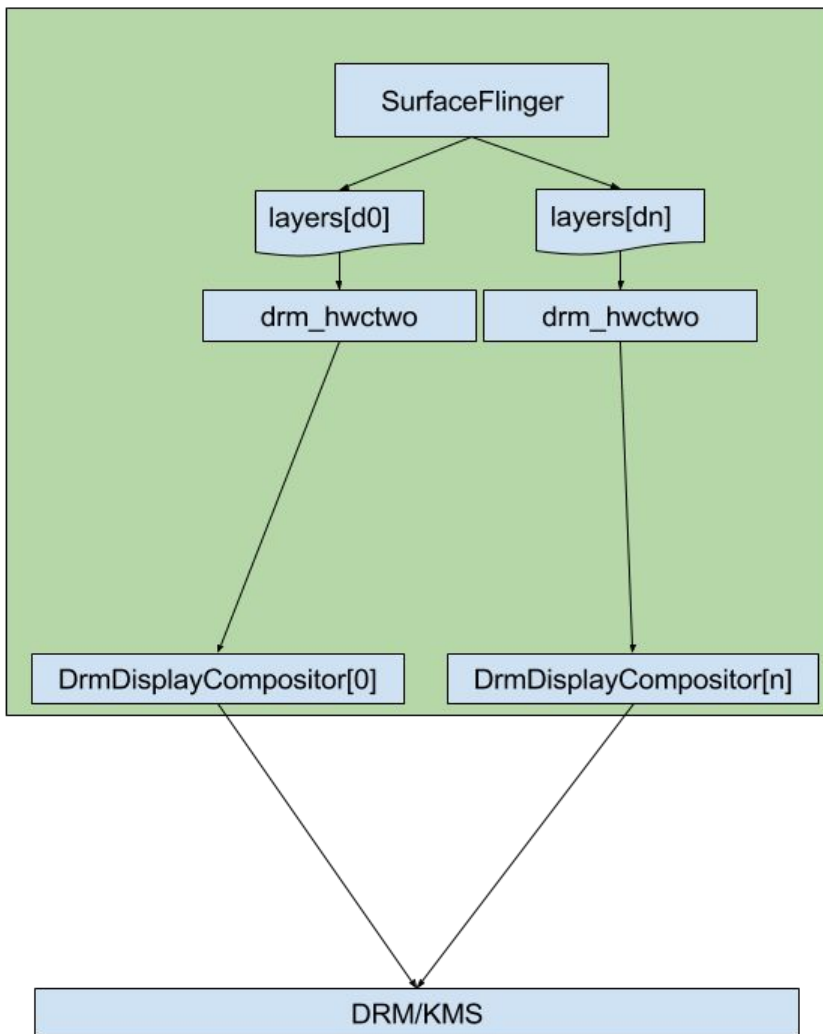 SurfaceFlinger
layers[d0]
layers[dn]
drm_hwctwo
drm_hwctwo
DrmDisplayCompositor[0]
DrmDisplayCompositor[n]
DRM/KMS